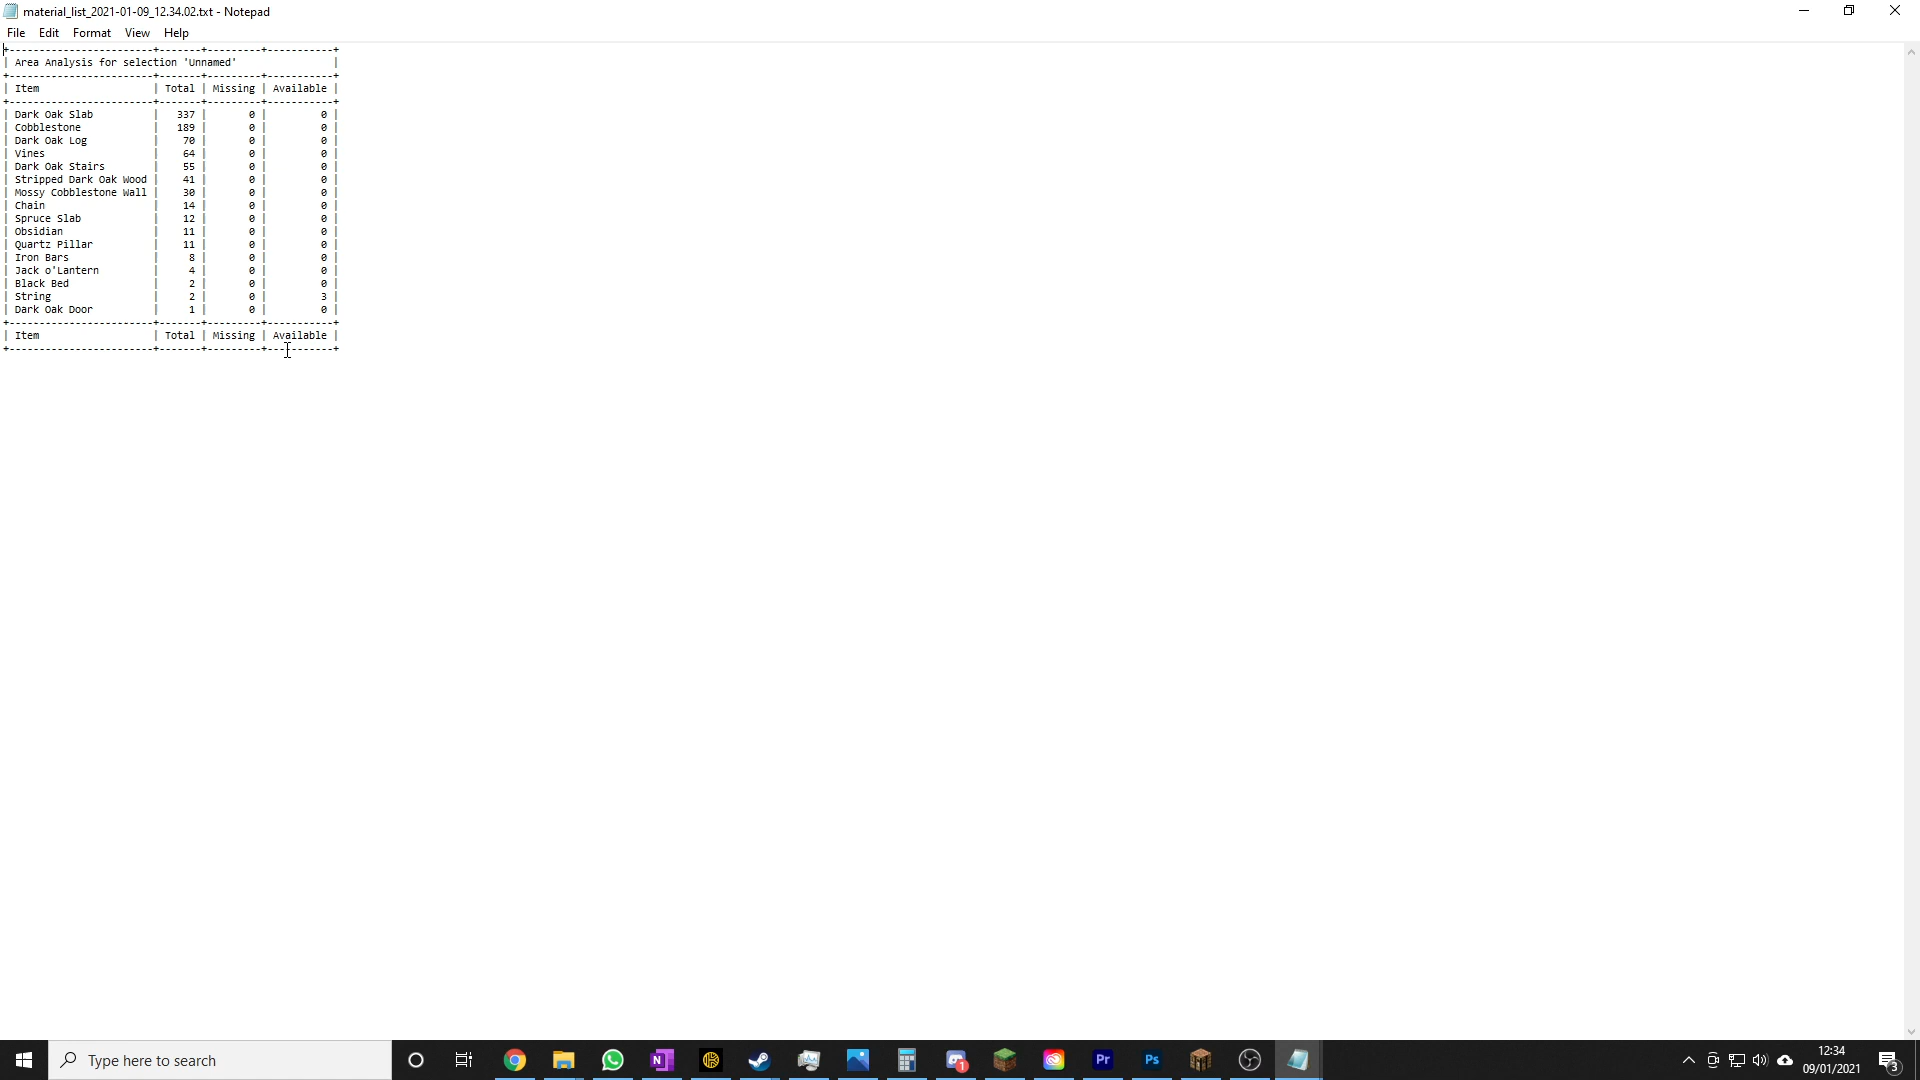 material_list_2021-01-09_12.34.02.txt - Notepad
File Edit Format View Help
+------------------------+-------+---------+-----------+
| Area Analysis for selection 'Unnamed' |
+------------------------+-------+---------+-----------+
| Item | Total | Missing | Available |
+------------------------+-------+---------+-----------+
| Dark Oak Slab | 337 | 0 | 0 |
| Cobblestone | 189 | 0 | 0 |
| Dark Oak Log | 70 | 0 | 0 |
| Vines | 64 | 0 | 0 |
| Dark Oak Stairs | 55 | 0 | 0 |
| Stripped Dark Oak Wood | 41 | 0 | 0 |
| Mossy Cobblestone Wall | 30 | 0 | 0 |
| Chain | 14 | 0 | 0 |
| Spruce Slab | 12 | 0 | 0 |
| Obsidian | 11 | 0 | 0 |
| Quartz Pillar | 11 | 0 | 0 |
| Iron Bars | 8 | 0 | 0 |
| Jack o'Lantern | 4 | 0 | 0 |
| Black Bed | 2 | 0 | 0 |
| String | 2 | 0 | 3 |
| Dark Oak Door | 1 | 0 | 0 |
+------------------------+-------+---------+-----------+
| Item | Total | Missing | Available |
+------------------------+-------+---------+-----------+
Type here to search
N
1
Pr
Ps
12:34
09/01/2021
3